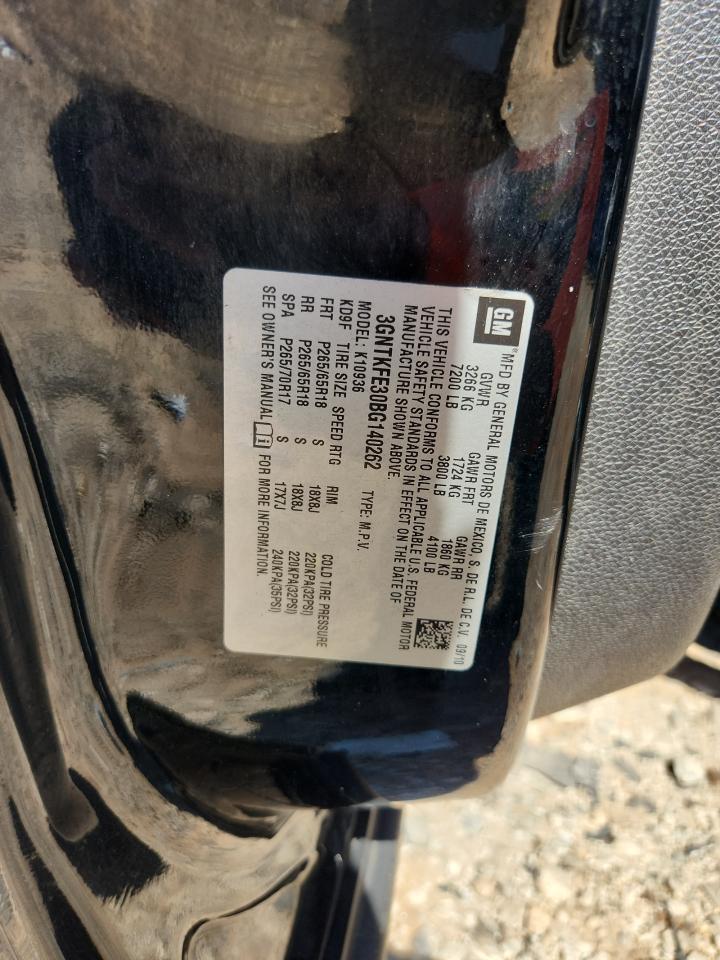 GM ®MFD BY GENERAL MOTORS DE MEXICO, S. DE R.L. DE C.V. 09/10
GVWR GAWR FRT GAWR RR
3266 KG 1724 KG 1860 KG
7200 LB 3800 LB 4100 LB
THIS VEHICLE CONFORMS TO ALL APPLICABLE U.S. FEDERAL MOTOR
VEHICLE SAFETY STANDARDS IN EFFECT ON THE DATE OF
MANUFACTURE SHOWN ABOVE.
3GNTKFE30BG140262 TYPE: M.P.V.
MODEL: K10936
KD9F TIRE SIZE SPEED RTG RIM COLD TIRE PRESSURE
FRT P265/65R18 S 18X8J 220KPA(32PSI)
RR P265/65R18 S 18X8J 220KPA(32PSI)
SPA P265/70R17 S 17X7J 240KPA(35PSI)
SEE OWNER'S MANUAL FOR MORE INFORMATION.